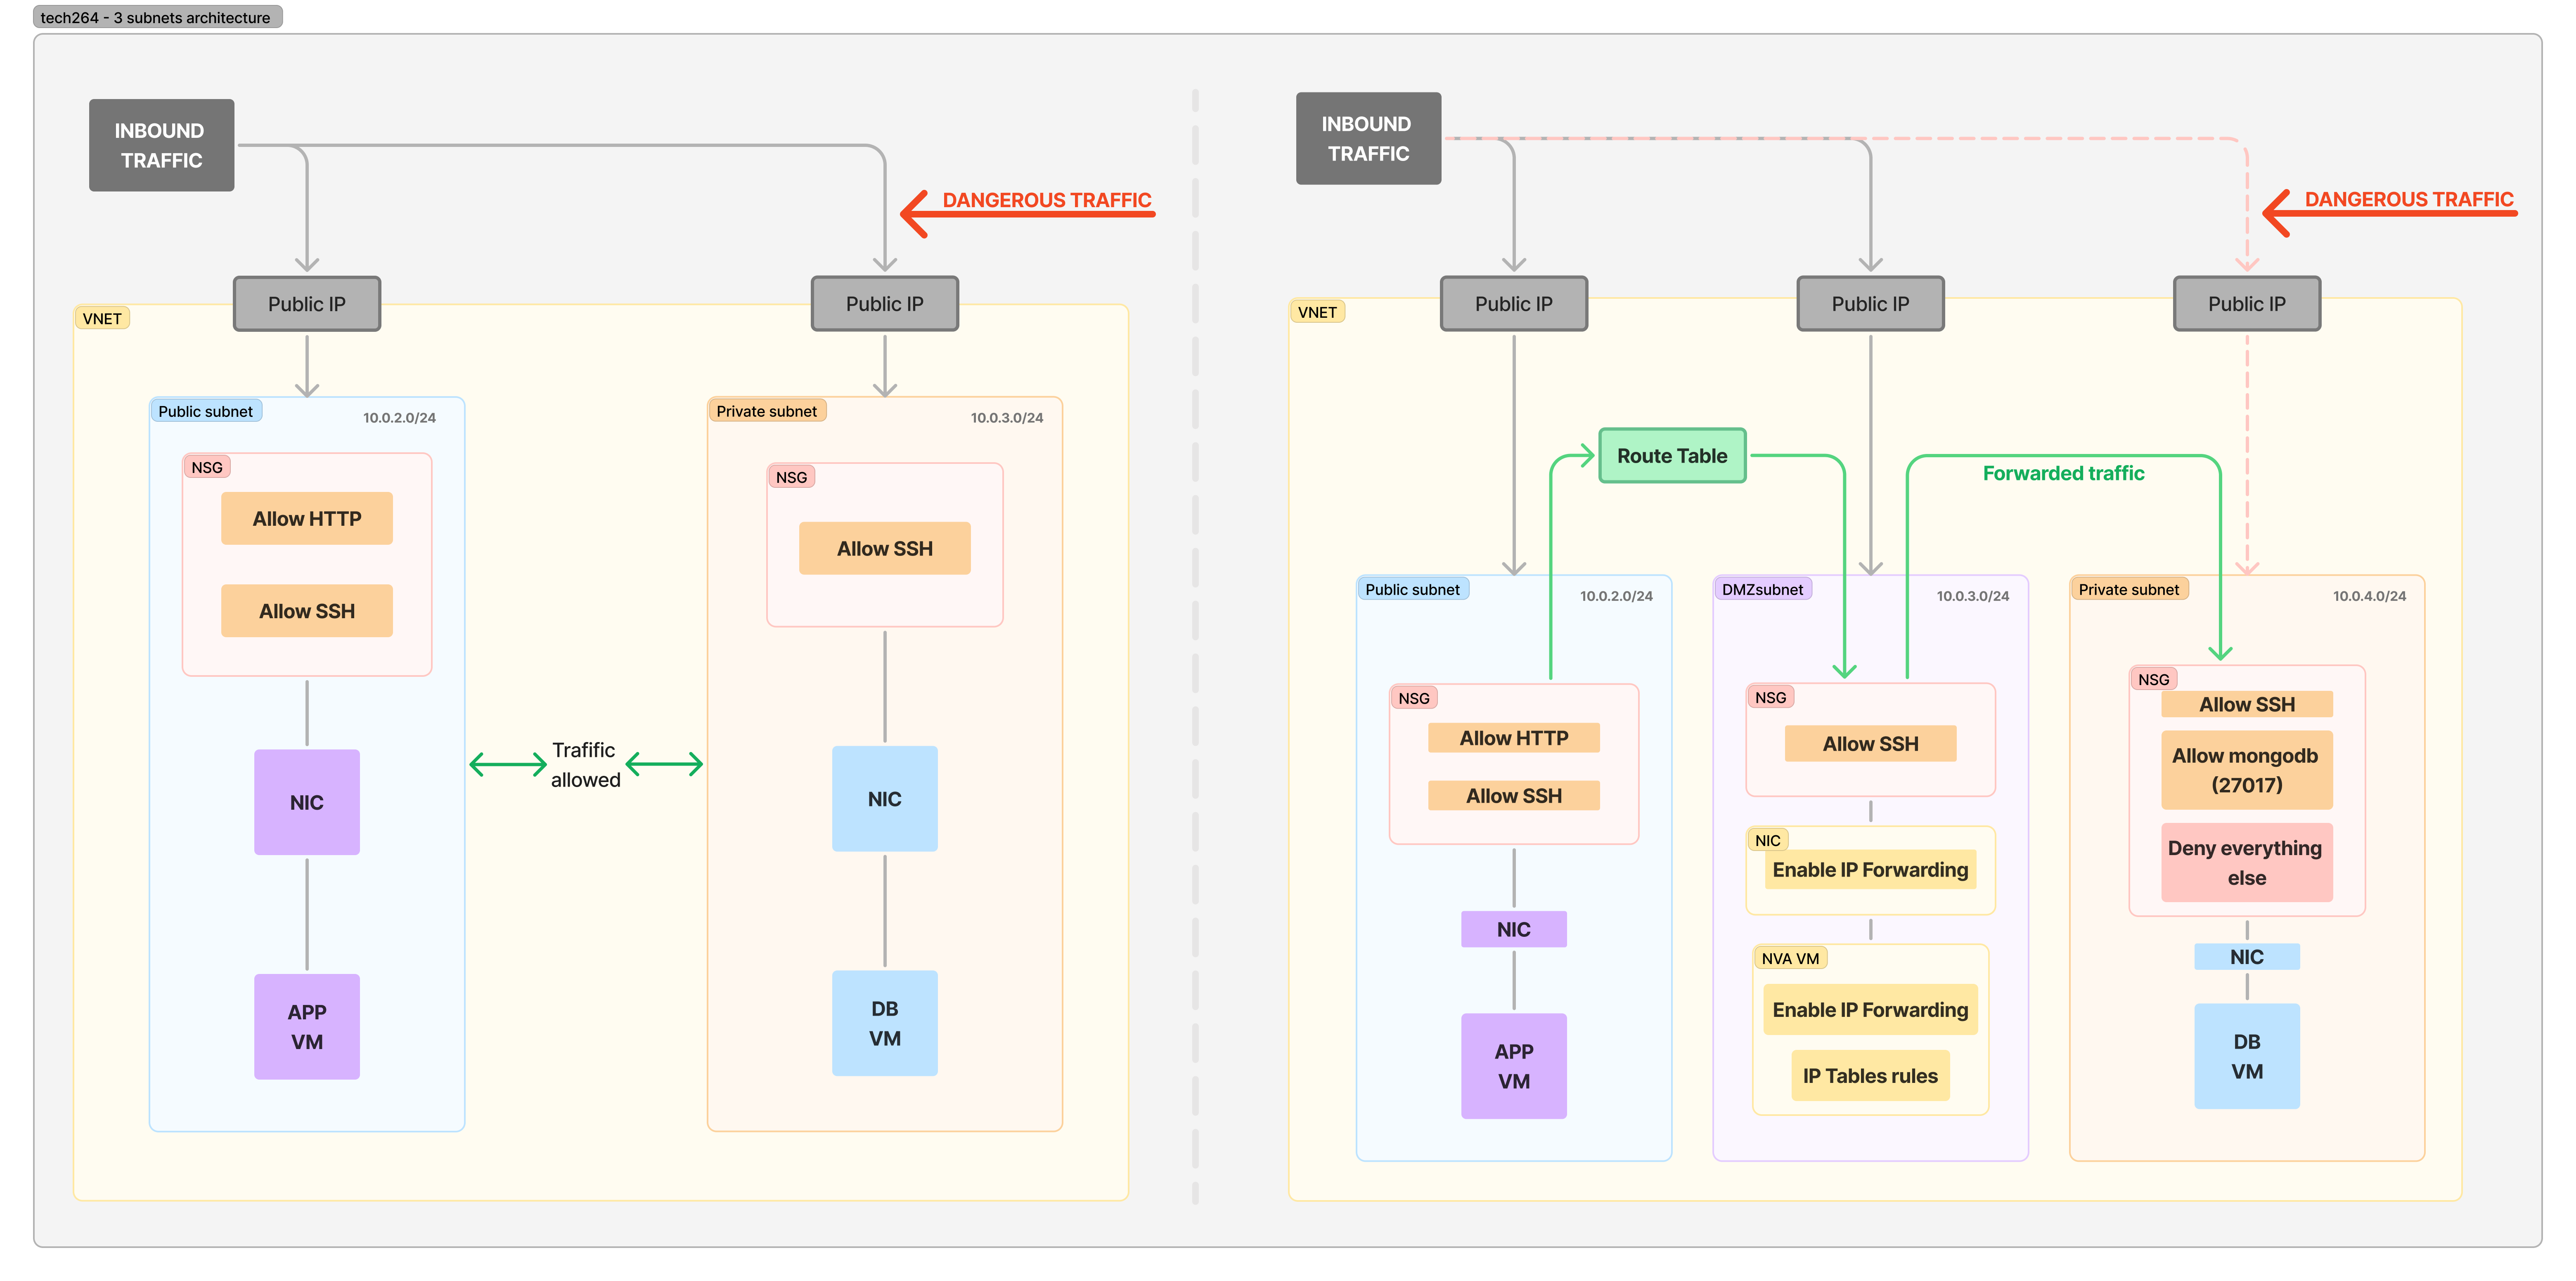 tech264 - 3 subnets architecture
INBOUND
TRAFFIC
DANGEROUS TRAFFIC
Public IP
Public IP
VNET
Public subnet
10.0.2.0/24
NSG
Allow HTTP
Allow SSH
NIC
APP
VM
Trafific
allowed
Private subnet
10.0.3.0/24
NSG
Allow SSH
NIC
DB
VM
INBOUND
TRAFFIC
DANGEROUS TRAFFIC
Public IP
Public IP
Public IP
VNET
Route Table
Forwarded traffic
Public subnet
10.0.2.0/24
NSG
Allow HTTP
Allow SSH
NIC
APP
VM
DMZsubnet
10.0.3.0/24
NSG
Allow SSH
NIC
Enable IP Forwarding
NVA VM
Enable IP Forwarding
IP Tables rules
Private subnet
10.0.4.0/24
NSG
Allow SSH
Allow mongodb
(27017)
Deny everything
else
NIC
DB
VM